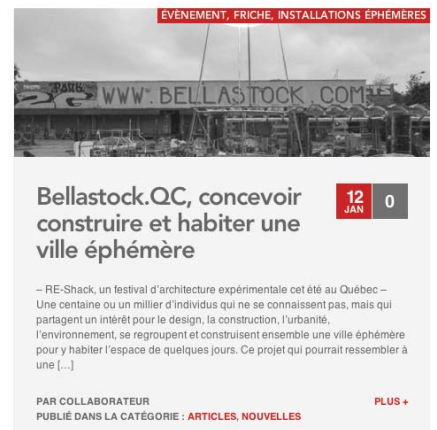 ÉVÈNEMENT, FRICHE, INSTALLATIONS ÉPHÉMÈRES
WWW. BELLASTOCK. COM
Bellastock.QC, concevoir
construire et habiter une
ville éphémère
12
JAN
0
– RE-Shack, un festival d'architecture expérimentale cet été au Québec –
Une centaine ou un millier d'individus qui ne se connaissent pas, mais qui
partagent un intérêt pour le design, la construction, l'urbanité,
l'environnement, se regroupent et construisent ensemble une ville éphémère
pour y habiter l'espace de quelques jours. Ce projet qui pourrait ressembler à
une […]
PAR COLLABORATEUR
PLUS +
PUBLIÉ DANS LA CATÉGORIE : ARTICLES, NOUVELLES